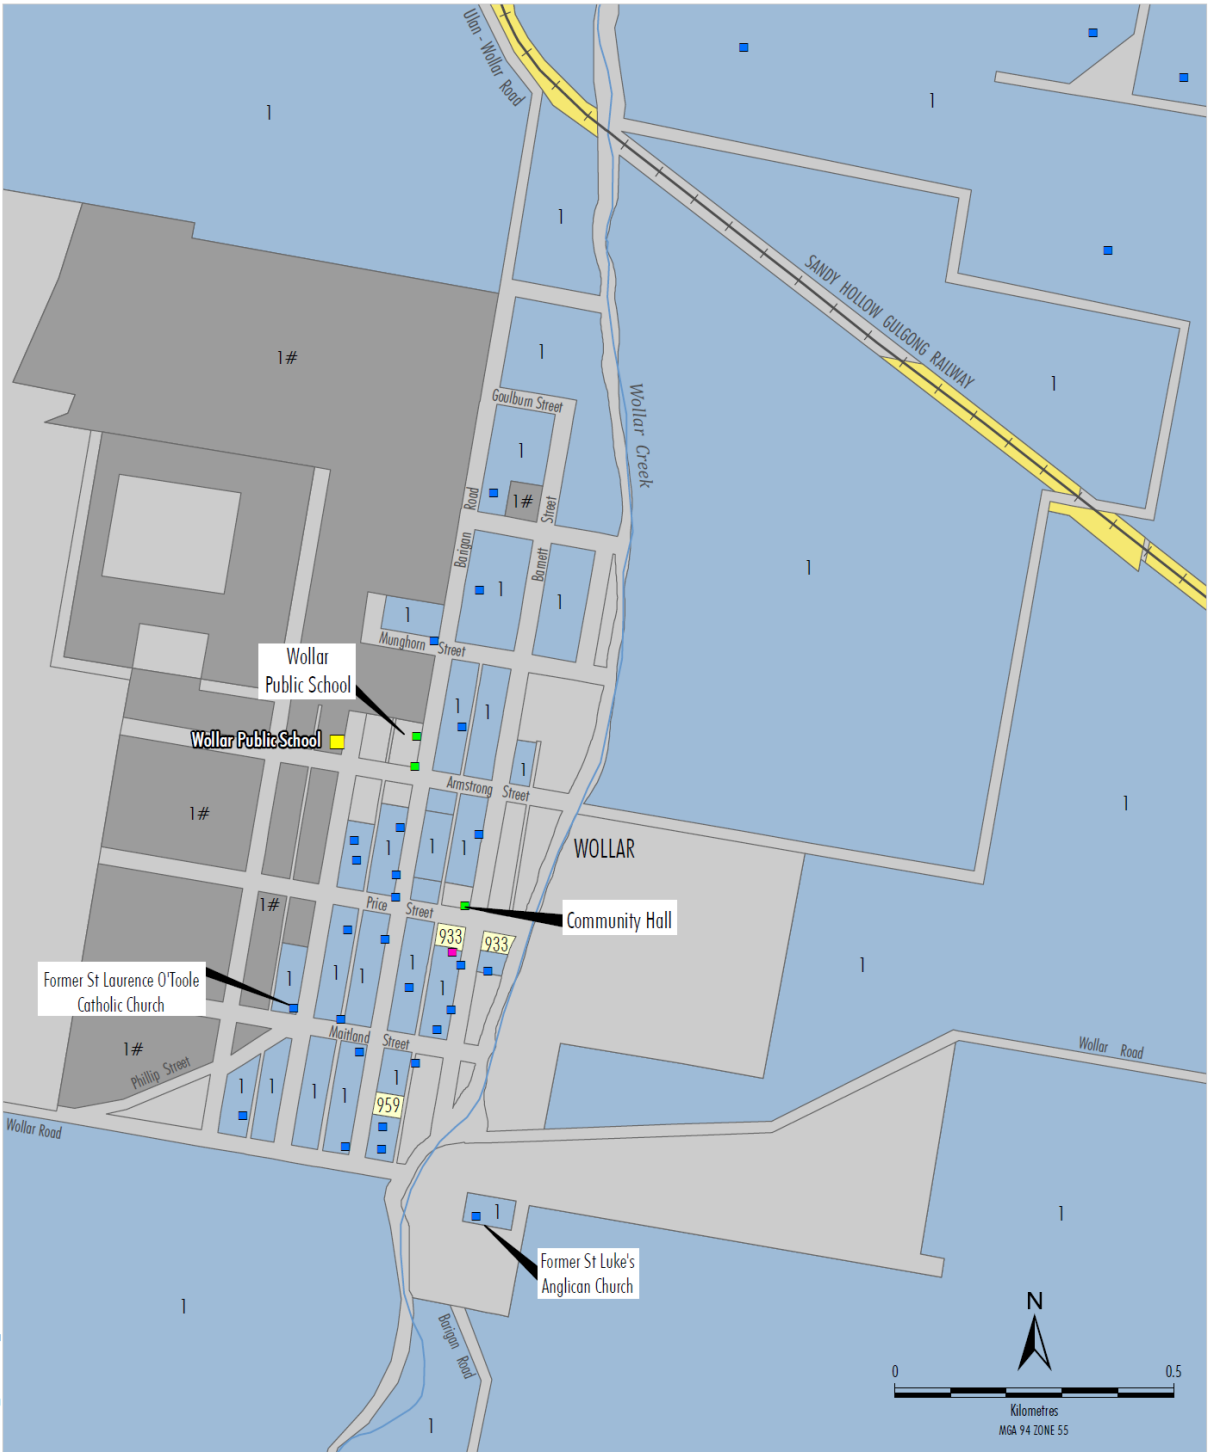 Ulan - Wollar Road
1
1
1
SANDY HOLLOW GULGONG RAILWAY
1#
1
1
Goulburn Street
Wollar Creek
1
1#
Road
Street
Barigan
Barnett
1
1
1
1
Munghorn Street
Wollar
Public School
1
1
Wollar Public School
1
Armstrong Street
1
1#
1
1
1
WOLLAR
1#
Price Street
Community Hall
933
933
1
1
1
1
1
1
Former St Laurence O'Toole
Catholic Church
Maitland Street
1#
Phillip Street
Wollar Road
1
1
1
1
1
959
Wollar Road
1
1
Former St Luke's
Anglican Church
1
Barigan Road
1
N
0
0.5
Kilometres
MGA 94 ZONE 55